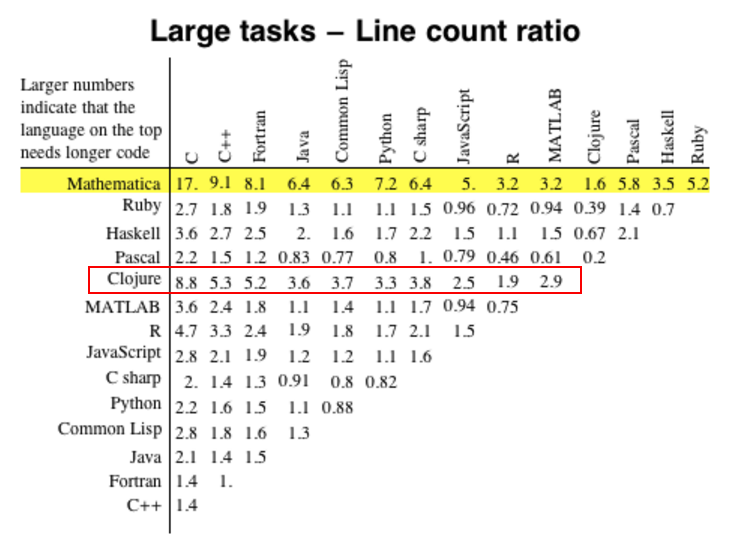 Large tasks – Line count ratio
Larger numbers
indicate that the
language on the top
needs longer code
C C++ Fortran Java Common Lisp Python C sharp JavaScript R MATLAB Clojure Pascal Haskell Ruby
Mathematica 17. 9.1 8.1 6.4 6.3 7.2 6.4 5. 3.2 3.2 1.6 5.8 3.5 5.2
Ruby 2.7 1.8 1.9 1.3 1.1 1.1 1.5 0.96 0.72 0.94 0.39 1.4 0.7
Haskell 3.6 2.7 2.5 2. 1.6 1.7 2.2 1.5 1.1 1.5 0.67 2.1
Pascal 2.2 1.5 1.2 0.83 0.77 0.8 1. 0.79 0.46 0.61 0.2
Clojure 8.8 5.3 5.2 3.6 3.7 3.3 3.8 2.5 1.9 2.9
MATLAB 3.6 2.4 1.8 1.1 1.4 1.1 1.7 0.94 0.75
R 4.7 3.3 2.4 1.9 1.8 1.7 2.1 1.5
JavaScript 2.8 2.1 1.9 1.2 1.2 1.1 1.6
C sharp 2. 1.4 1.3 0.91 0.8 0.82
Python 2.2 1.6 1.5 1.1 0.88
Common Lisp 2.8 1.8 1.6 1.3
Java 2.1 1.4 1.5
Fortran 1.4 1.
C++ 1.4